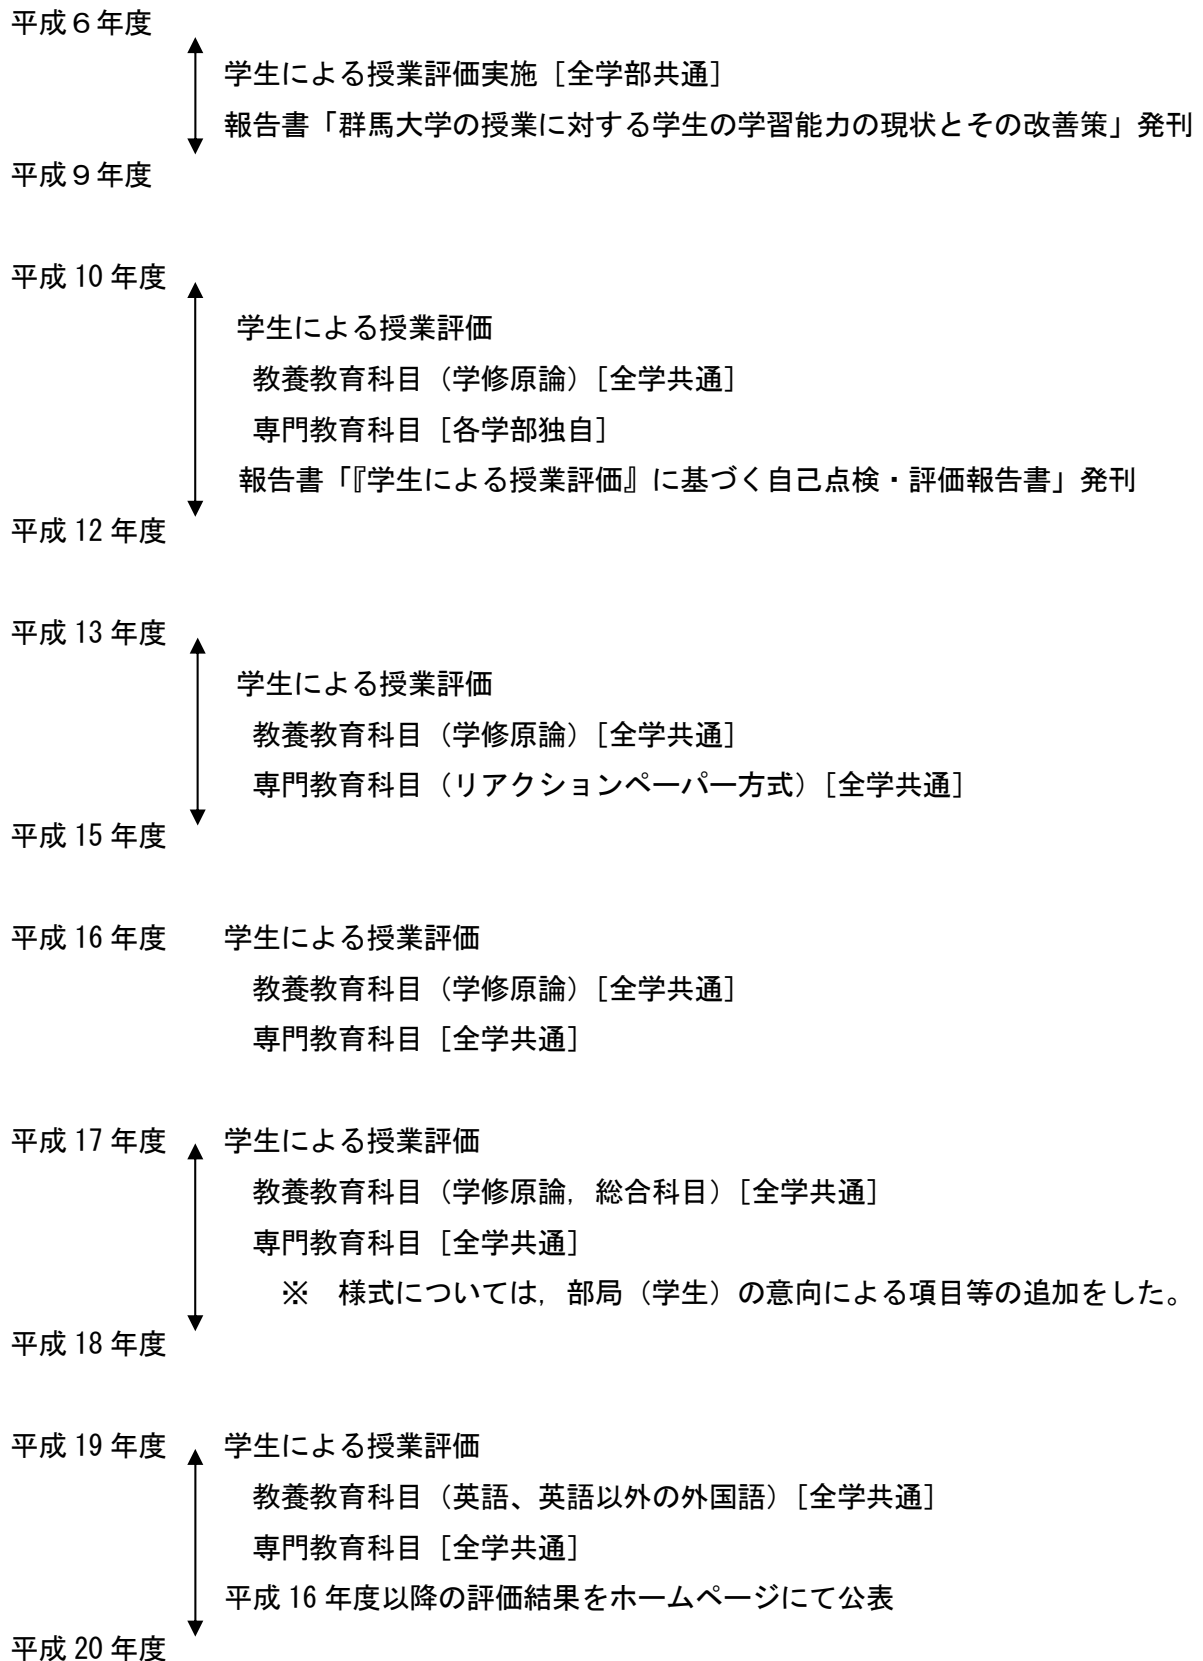 平成６年度
学生による授業評価実施［全学部共通］
報告書「群馬大学の授業に対する学生の学習能力の現状とその改善策」発刊
平成９年度
平成 10 年度
学生による授業評価
教養教育科目（学修原論）［全学共通］
専門教育科目［各学部独自］
報告書「『学生による授業評価』に基づく自己点検・評価報告書」発刊
平成 12 年度
平成 13 年度
学生による授業評価
教養教育科目（学修原論）［全学共通］
専門教育科目（リアクションペーパー方式）［全学共通］
平成 15 年度
平成 16 年度 学生による授業評価
教養教育科目（学修原論）［全学共通］
専門教育科目［全学共通］
平成 17 年度 学生による授業評価
教養教育科目（学修原論，総合科目）［全学共通］
専門教育科目［全学共通］
※ 様式については，部局（学生）の意向による項目等の追加をした。
平成 18 年度
平成 19 年度 学生による授業評価
教養教育科目（英語、英語以外の外国語）［全学共通］
専門教育科目［全学共通］
平成 16 年度以降の評価結果をホームページにて公表
平成 20 年度